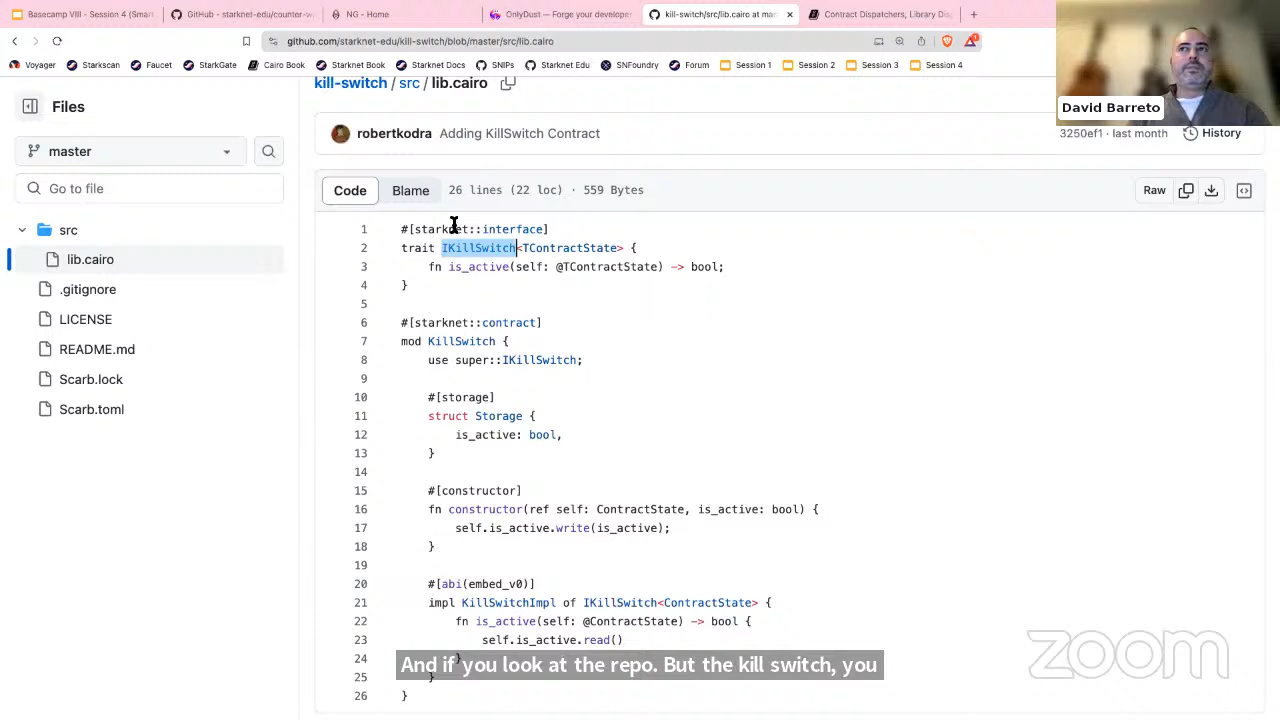 Basecamp VIII - Session 4 (Smart
GitHub - starknet-edu/counter-w
NG - Home
OnlyDust — Forge your develope
kill-switch/src/lib.cairo at mas
Contract Dispatchers, Library Dis
github.com/starknet-edu/kill-switch/blob/master/src/lib.cairo
Voyager
Starkscan
Faucet
StarkGate
Cairo Book
Starknet Book
Starknet Docs
SNIPs
Starknet Edu
SNFoundry
Forum
Session 1
Session 2
Session 3
Session 4
David Barreto
kill-switch / src / lib.cairo
Files
master
Go to file
src
lib.cairo
.gitignore
LICENSE
README.md
Scarb.lock
Scarb.toml
robertkodra Adding KillSwitch Contract
3250ef1 · last month
History
Code
Blame
26 lines (22 loc) · 559 Bytes
Raw
1 #[starknet::interface]
2 trait IKillSwitch<TContractState> {
3 fn is_active(self: @TContractState) -> bool;
4 }
5
6 #[starknet::contract]
7 mod KillSwitch {
8 use super::IKillSwitch;
9
10 #[storage]
11 struct Storage {
12 is_active: bool,
13 }
14
15 #[constructor]
16 fn constructor(ref self: ContractState, is_active: bool) {
17 self.is_active.write(is_active);
18 }
19
20 #[abi(embed_v0)]
21 impl KillSwitchImpl of IKillSwitch<ContractState> {
22 fn is_active(self: @ContractState) -> bool {
23 self.is_active.read()
24 }
25 }
26 }
And if you look at the repo. But the kill switch, you
zoom